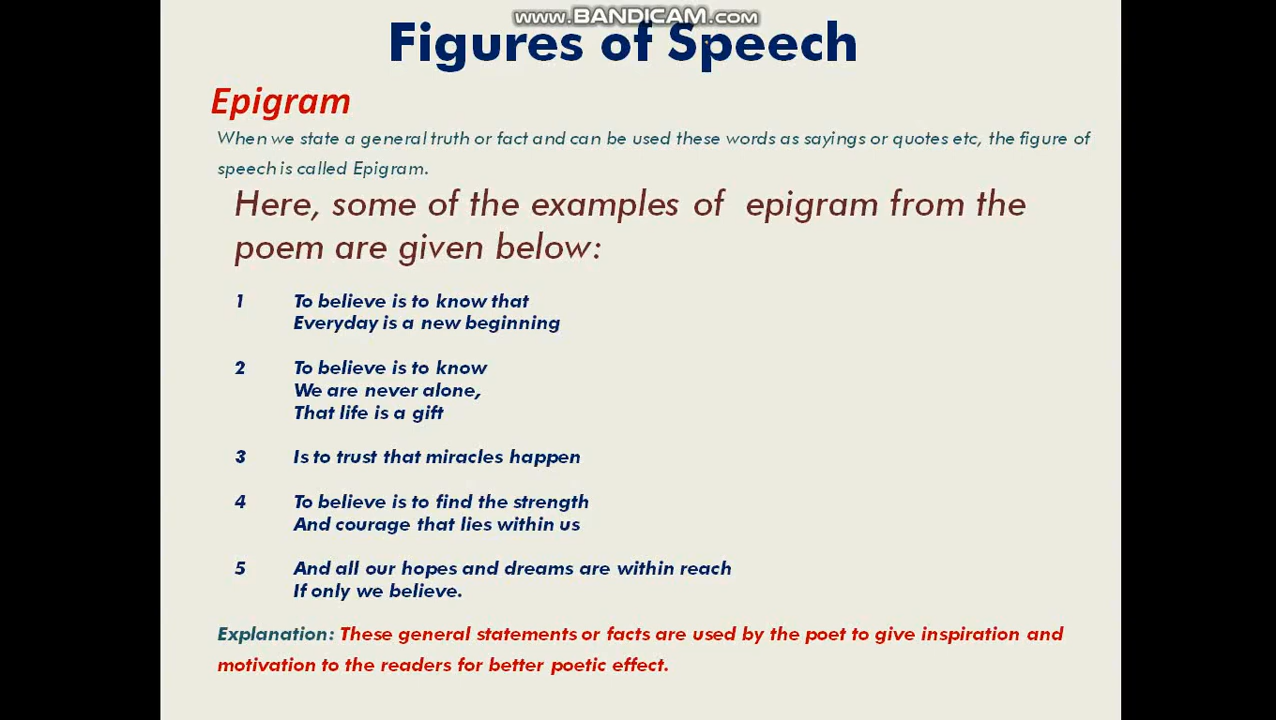 www.BANDICAM.com
Figures of Speech
Epigram
When we state a general truth or fact and can be used these words as sayings or quotes etc, the figure of
speech is called Epigram.
Here, some of the examples of epigram from the
poem are given below:
1 To believe is to know that
Everyday is a new beginning
2 To believe is to know
We are never alone,
That life is a gift
3 Is to trust that miracles happen
4 To believe is to find the strength
And courage that lies within us
5 And all our hopes and dreams are within reach
If only we believe.
Explanation: These general statements or facts are used by the poet to give inspiration and
motivation to the readers for better poetic effect.